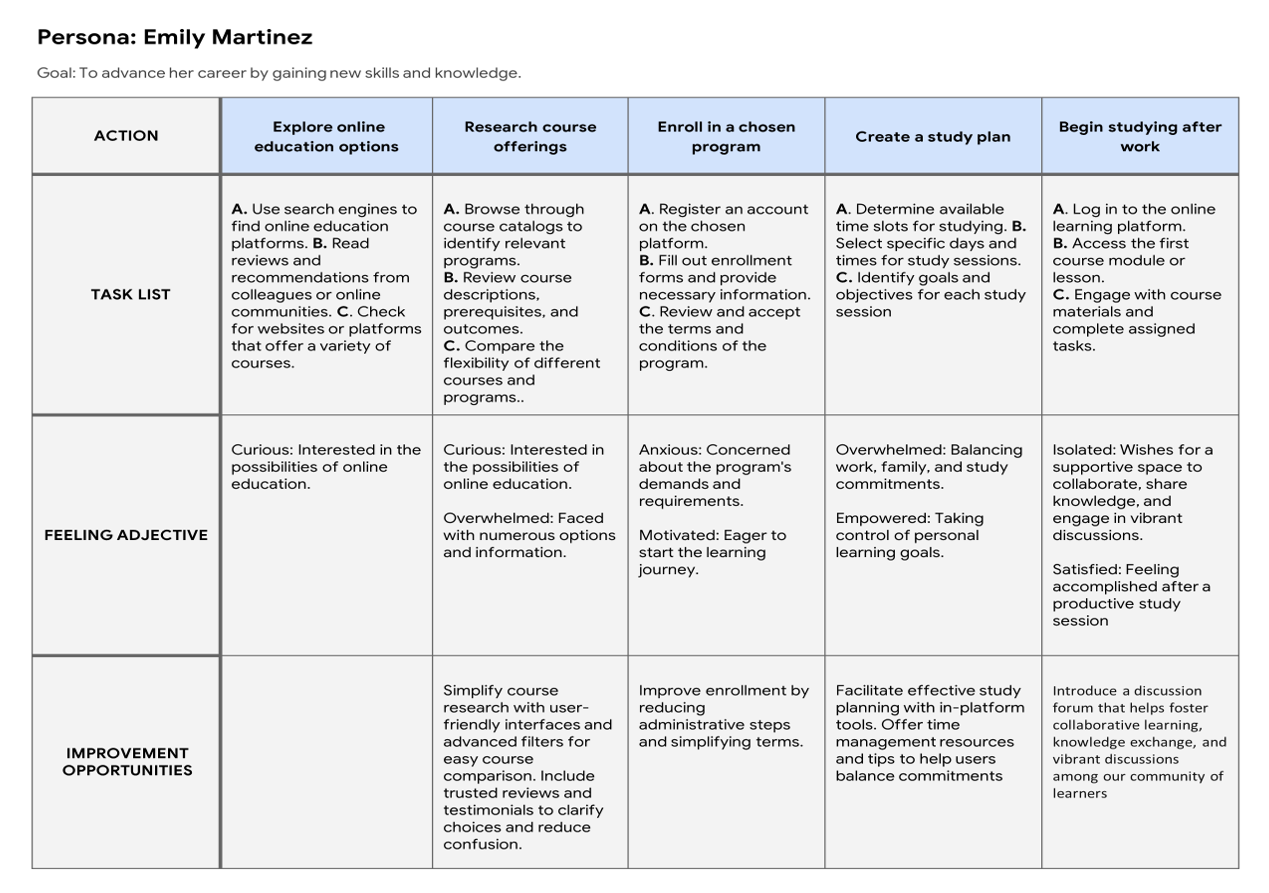 Persona: Emily Martinez
Goal: To advance her career by gaining new skills and knowledge.
ACTION
Explore online
education options
Research course
offerings
Enroll in a chosen
program
Create a study plan
Begin studying after
work
TASK LIST
A. Use search engines to
find online education
platforms. B. Read
reviews and
recommendations from
colleagues or online
communities. C. Check
for websites or platforms
that offer a variety of
courses.
A. Browse through
course catalogs to
identify relevant
programs.
B. Review course
descriptions,
prerequisites, and
outcomes.
C. Compare the
flexibility of different
courses and
programs..
A. Register an account
on the chosen
platform.
B. Fill out enrollment
forms and provide
necessary information.
C. Review and accept
the terms and
conditions of the
program.
A. Determine available
time slots for studying. B.
Select specific days and
times for study sessions.
C. Identify goals and
objectives for each study
session
A. Log in to the online
learning platform.
B. Access the first
course module or
lesson.
C. Engage with course
materials and
complete assigned
tasks.
FEELING ADJECTIVE
Curious: Interested in the
possibilities of online
education.
Curious: Interested in
the possibilities of
online education.
Overwhelmed: Faced
with numerous options
and information.
Anxious: Concerned
about the program's
demands and
requirements.
Motivated: Eager to
start the learning
journey.
Overwhelmed: Balancing
work, family, and study
commitments.
Empowered: Taking
control of personal
learning goals.
Isolated: Wishes for a
supportive space to
collaborate, share
knowledge, and
engage in vibrant
discussions.
Satisfied: Feeling
accomplished after a
productive study
session
IMPROVEMENT
OPPORTUNITIES
Simplify course
research with user-
friendly interfaces and
advanced filters for
easy course
comparison. Include
trusted reviews and
testimonials to clarify
choices and reduce
confusion.
Improve enrollment by
reducing
administrative steps
and simplifying terms.
Facilitate effective study
planning with in-platform
tools. Offer time
management resources
and tips to help users
balance commitments
Introduce a discussion
forum that helps foster
collaborative learning,
knowledge exchange, and
vibrant discussions
among our community of
learners